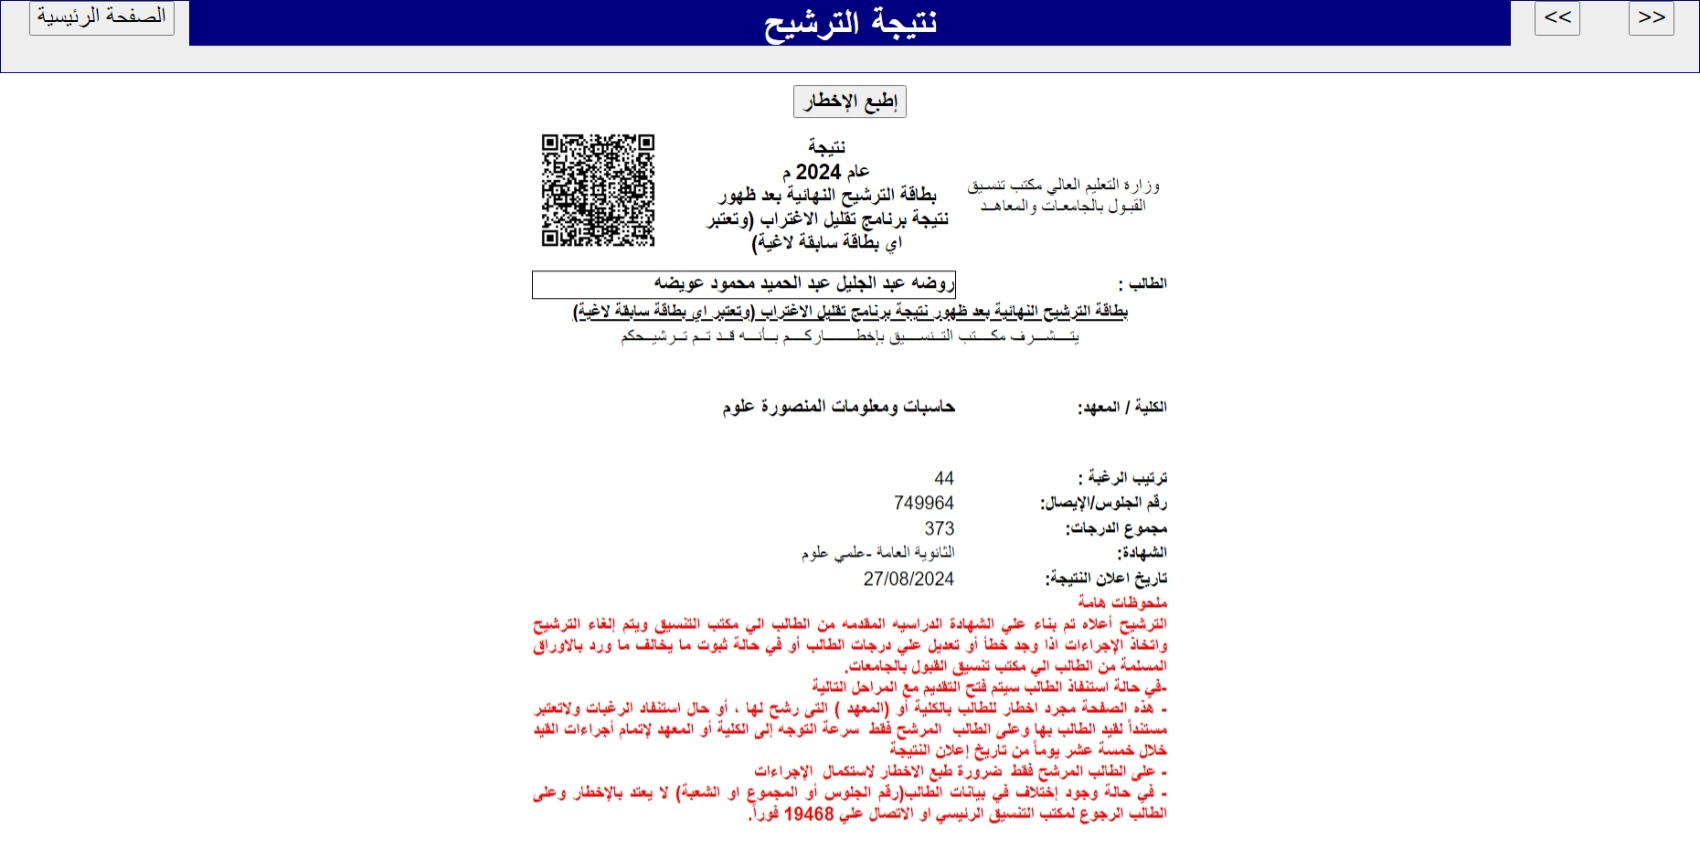 >>
<<
نتيجة الترشيح
الصفحة الرئيسية
إطبع الإخطار
وزارة التعليم العالي مكتب تنسيق
القبول بالجامعات والمعاهد
نتيجة
عام 2024 م
بطاقة الترشيح النهائية بعد ظهور
نتيجة برنامج تقليل الاغتراب (وتعتبر
اي بطاقة سابقة لاغية)
الطالب : روضه عبد الجليل عبد الحميد محمود عويضه
بطاقة الترشيح النهائية بعد ظهور نتيجة برنامج تقليل الاغتراب (وتعتبر اي بطاقة سابقة لاغية)
يتـــشـــرف مكـــتب التـنســـيق بإخطــــــاركـــم بـــأنـــه قــد تــم تـرشيــحكم
الكلية / المعهد: حاسبات ومعلومات المنصورة علوم
ترتيب الرغبة : 44
رقم الجلوس/الإيصال: 749964
مجموع الدرجات: 373
الشهادة: الثانوية العامة -علمي علوم
تاريخ اعلان النتيجة: 27/08/2024
ملحوظات هامة
الترشيح أعلاه تم بناء علي الشهادة الدراسيه المقدمه من الطالب الي مكتب التنسيق ويتم إلغاء الترشيح
واتخاذ الإجراءات اذا وجد خطأ أو تعديل علي درجات الطالب أو في حالة ثبوت ما يخالف ما ورد بالاوراق
المسلمة من الطالب الي مكتب تنسيق القبول بالجامعات.
-في حالة استنفاذ الطالب سيتم فتح التقديم مع المراحل التالية
- هذه الصفحة مجرد اخطار للطالب بالكلية أو (المعهد ) التى رشح لها ، أو حال استنفاد الرغبات ولاتعتبر
مستنداً لقيد الطالب بها وعلى الطالب المرشح فقط سرعة التوجه إلى الكلية أو المعهد لإتمام أجراءات القيد
خلال خمسة عشر يوماً من تاريخ إعلان النتيجة
- على الطالب المرشح فقط ضرورة طبع الاخطار لاستكمال الإجراءات
- في حالة وجود إختلاف في بيانات الطالب(رقم الجلوس أو المجموع او الشعبة) لا يعتد بالإخطار وعلى
الطالب الرجوع لمكتب التنسيق الرئيسي او الاتصال علي 19468 فوراً.